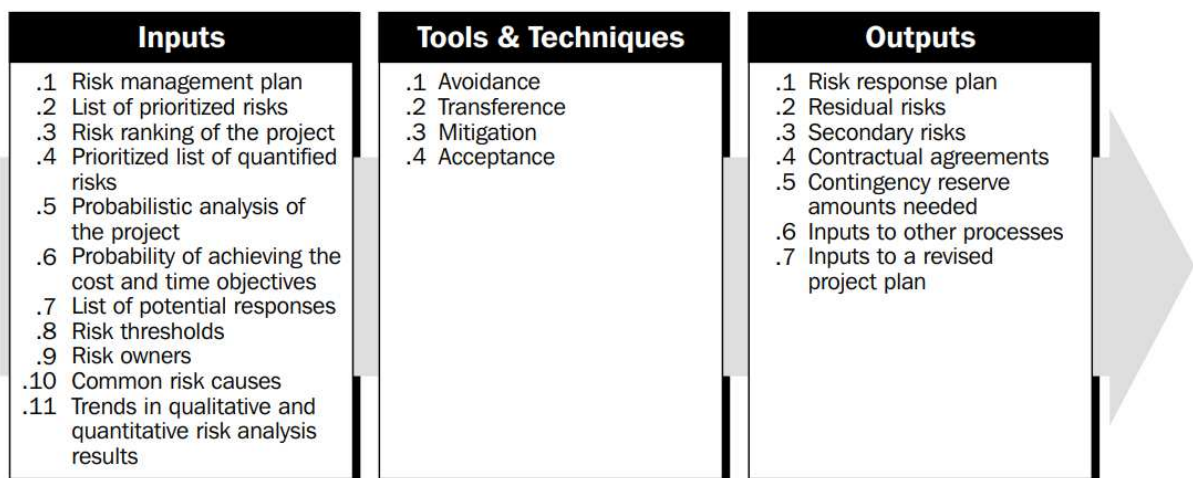 Inputs
.1 Risk management plan
.2 List of prioritized risks
.3 Risk ranking of the project
.4 Prioritized list of quantified
risks
.5 Probabilistic analysis of
the project
.6 Probability of achieving the
cost and time objectives
.7 List of potential responses
.8 Risk thresholds
.9 Risk owners
.10 Common risk causes
.11 Trends in qualitative and
quantitative risk analysis
results
Tools & Techniques
.1 Avoidance
.2 Transference
.3 Mitigation
.4 Acceptance
Outputs
.1 Risk response plan
.2 Residual risks
.3 Secondary risks
.4 Contractual agreements
.5 Contingency reserve
amounts needed
.6 Inputs to other processes
.7 Inputs to a revised
project plan